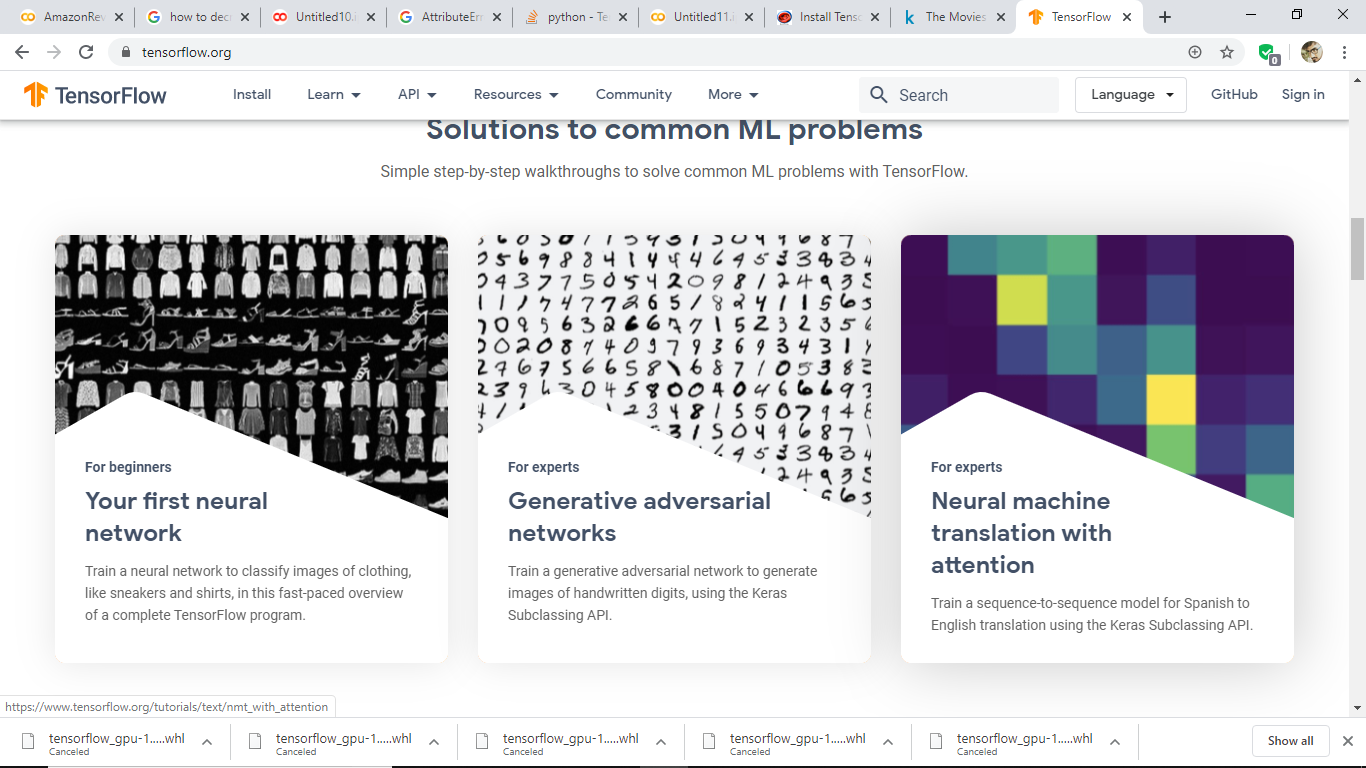 AmazonRev
how to dec
Untitled10.i
AttributeErr
python - Te
Untitled11.i
Install Tens
The Movies
TensorFlow
tensorflow.org
0
TensorFlow
Install
Learn
API
Resources
Community
More
Search
Language
GitHub
Sign in
Solutions to common ML problems
Simple step-by-step walkthroughs to solve common ML problems with TensorFlow.
For beginners
Your first neural
network
Train a neural network to classify images of clothing,
like sneakers and shirts, in this fast-paced overview
of a complete TensorFlow program.
For experts
Generative adversarial
networks
Train a generative adversarial network to generate
images of handwritten digits, using the Keras
Subclassing API.
For experts
Neural machine
translation with
attention
Train a sequence-to-sequence model for Spanish to
English translation using the Keras Subclassing API.
https://www.tensorflow.org/tutorials/text/nmt_with_attention
tensorflow_gpu-1.....whl
Canceled
tensorflow_gpu-1.....whl
Canceled
tensorflow_gpu-1.....whl
Canceled
tensorflow_gpu-1.....whl
Canceled
tensorflow_gpu-1.....whl
Canceled
Show all